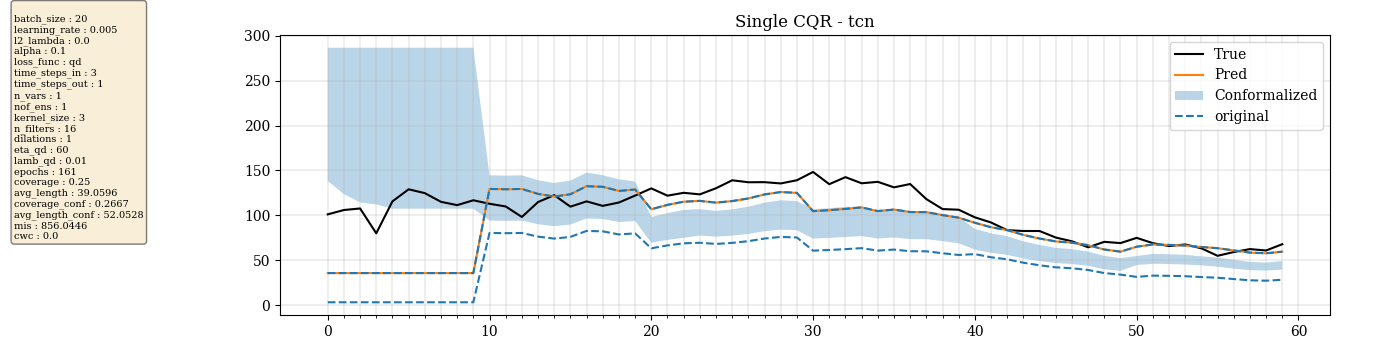 batch_size : 20
learning_rate : 0.005
l2_lambda : 0.0
alpha : 0.1
loss_func : qd
time_steps_in : 3
time_steps_out : 1
n_vars : 1
nof_ens : 1
kernel_size : 3
n_filters : 16
dilations : 1
eta_qd : 60
lamb_qd : 0.01
epochs : 161
coverage : 0.25
avg_length : 39.0596
coverage_conf : 0.2667
avg_length_conf : 52.0528
mis : 856.0446
cwc : 0.0
Single CQR - tcn
300
250
200
150
100
50
0
0 10 20 30 40 50 60
True
Pred
Conformalized
original